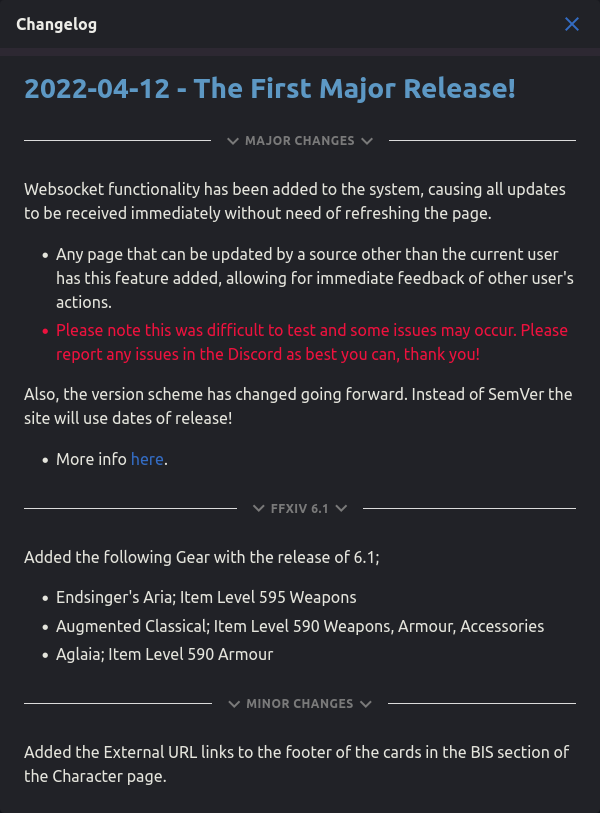 Changelog
2022-04-12 - The First Major Release!
MAJOR CHANGES
Websocket functionality has been added to the system, causing all updates
to be received immediately without need of refreshing the page.
• Any page that can be updated by a source other than the current user
has this feature added, allowing for immediate feedback of other user's
actions.
• Please note this was difficult to test and some issues may occur. Please
report any issues in the Discord as best you can, thank you!
Also, the version scheme has changed going forward. Instead of SemVer the
site will use dates of release!
• More info here.
FFXIV 6.1
Added the following Gear with the release of 6.1;
• Endsinger's Aria; Item Level 595 Weapons
• Augmented Classical; Item Level 590 Weapons, Armour, Accessories
• Aglaia; Item Level 590 Armour
MINOR CHANGES
Added the External URL links to the footer of the cards in the BIS section of
the Character page.